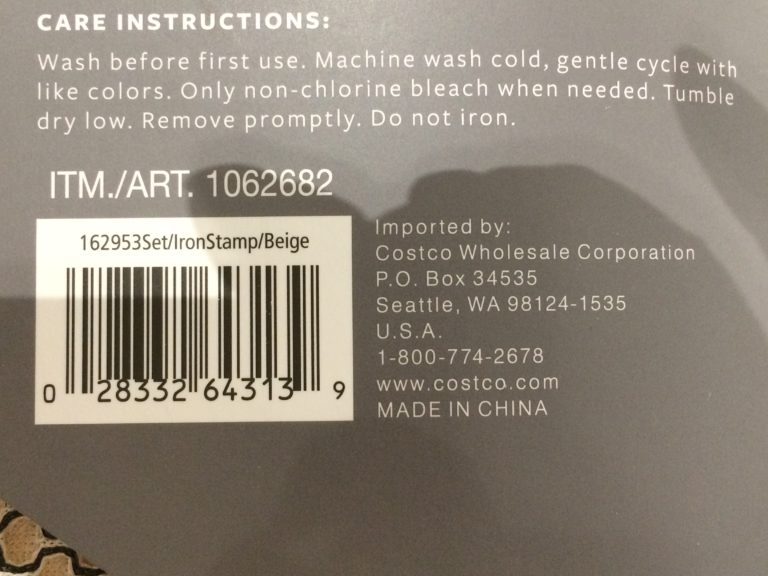 CARE INSTRUCTIONS:
Wash before first use. Machine wash cold, gentle cycle with
like colors. Only non-chlorine bleach when needed. Tumble
dry low. Remove promptly. Do not iron.
ITM./ART. 1062682
162953Set/IronStamp/Beige
0 28332 64313 9
Imported by:
Costco Wholesale Corporation
P.O. Box 34535
Seattle, WA 98124-1535
U.S.A.
1-800-774-2678
www.costco.com
MADE IN CHINA